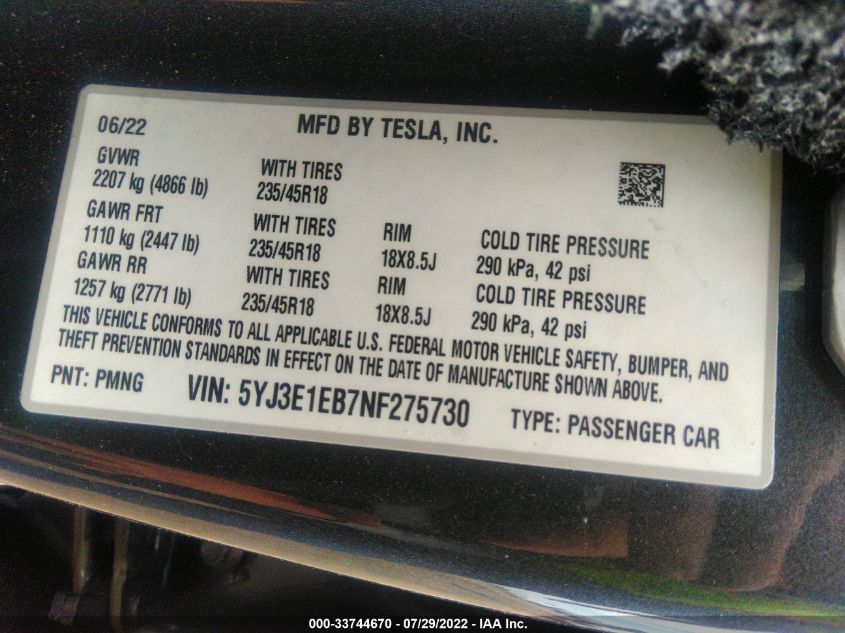 06/22 MFD BY TESLA, INC.
GVWR
2207 kg (4866 lb)
WITH TIRES
235/45R18
GAWR FRT
1110 kg (2447 lb)
WITH TIRES
235/45R18
RIM
18X8.5J
COLD TIRE PRESSURE
290 kPa, 42 psi
GAWR RR
1257 kg (2771 lb)
WITH TIRES
235/45R18
RIM
18X8.5J
COLD TIRE PRESSURE
290 kPa, 42 psi
THIS VEHICLE CONFORMS TO ALL APPLICABLE U.S. FEDERAL MOTOR VEHICLE SAFETY, BUMPER, AND
THEFT PREVENTION STANDARDS IN EFFECT ON THE DATE OF MANUFACTURE SHOWN ABOVE.
PNT: PMNG VIN: 5YJ3E1EB7NF275730 TYPE: PASSENGER CAR
000-33744670 - 07/29/2022 - IAA Inc.